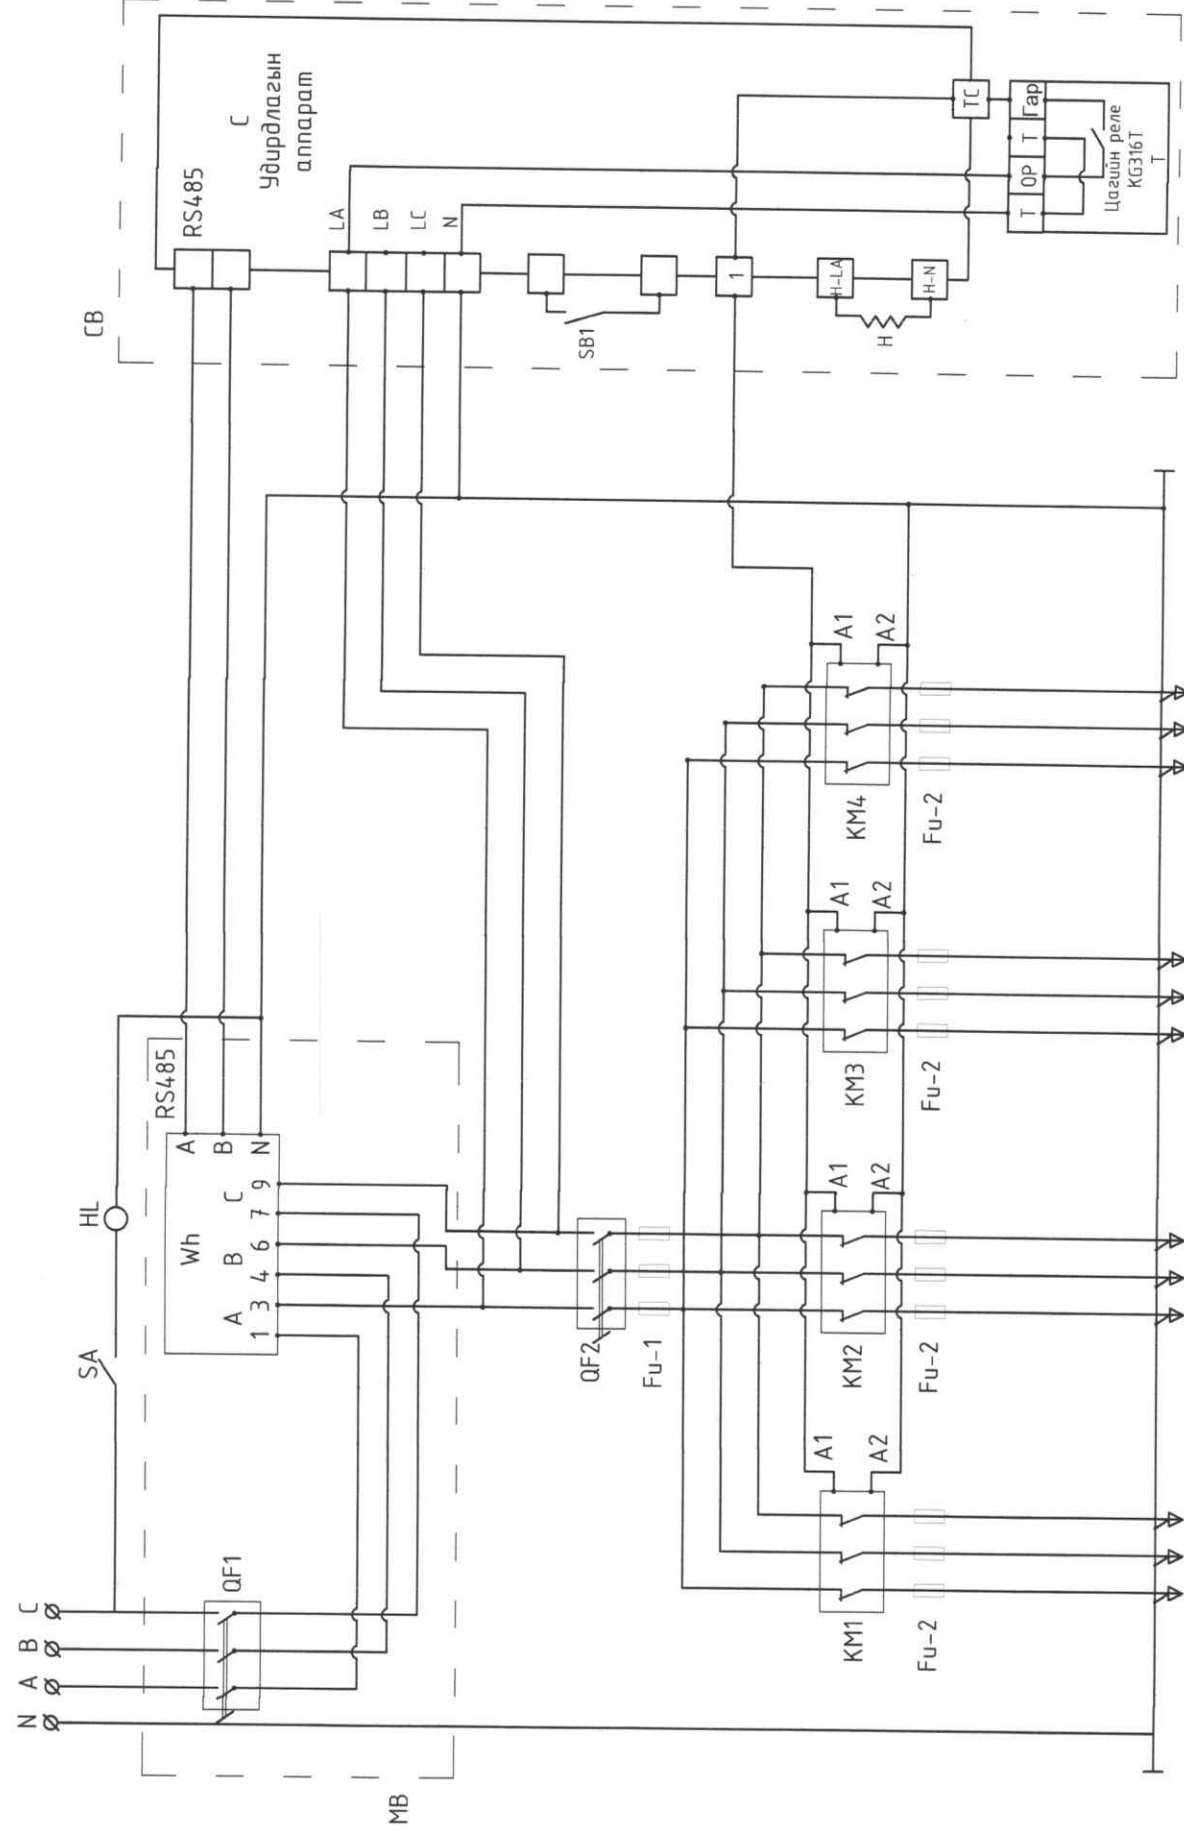 N
A
B
C
QF1
MB
SA
HL
Wh
A
B
C
1
3
4
6
7
9
A
B
N
RS485
QF2
Fu-1
KM1
A1
A2
Fu-2
KM2
A1
A2
Fu-2
KM3
A1
A2
Fu-2
KM4
A1
A2
Fu-2
CB
RS485
C
Удирдлагын
аппарат
LA
LB
LC
N
SB1
1
H-LA
H-N
H
TC
T
OP
T
Гар
Цагийн реле
KG316T
T